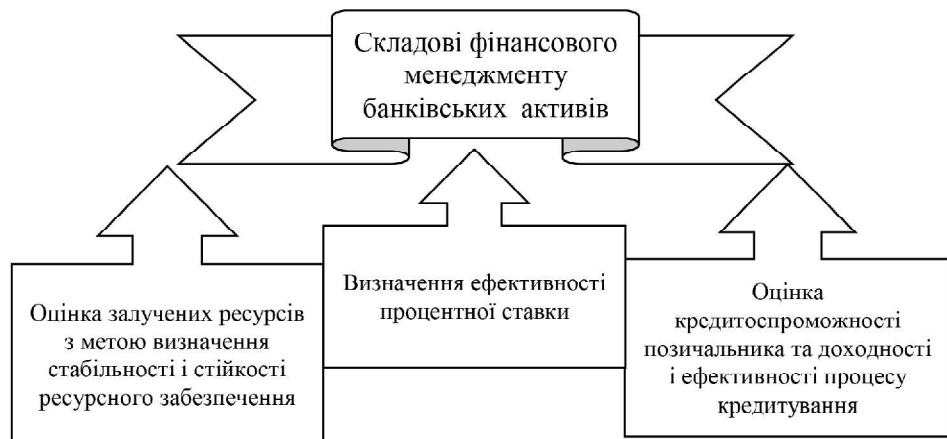 Складові фінансового
менеджменту
банківських активів
Оцінка залучених ресурсів
з метою визначення
стабільності і стійкості
ресурсного забезпечення
Визначення ефективності
процентної ставки
Оцінка
кредитоспроможності
позичальника та доходності
і ефективності процесу
кредитування